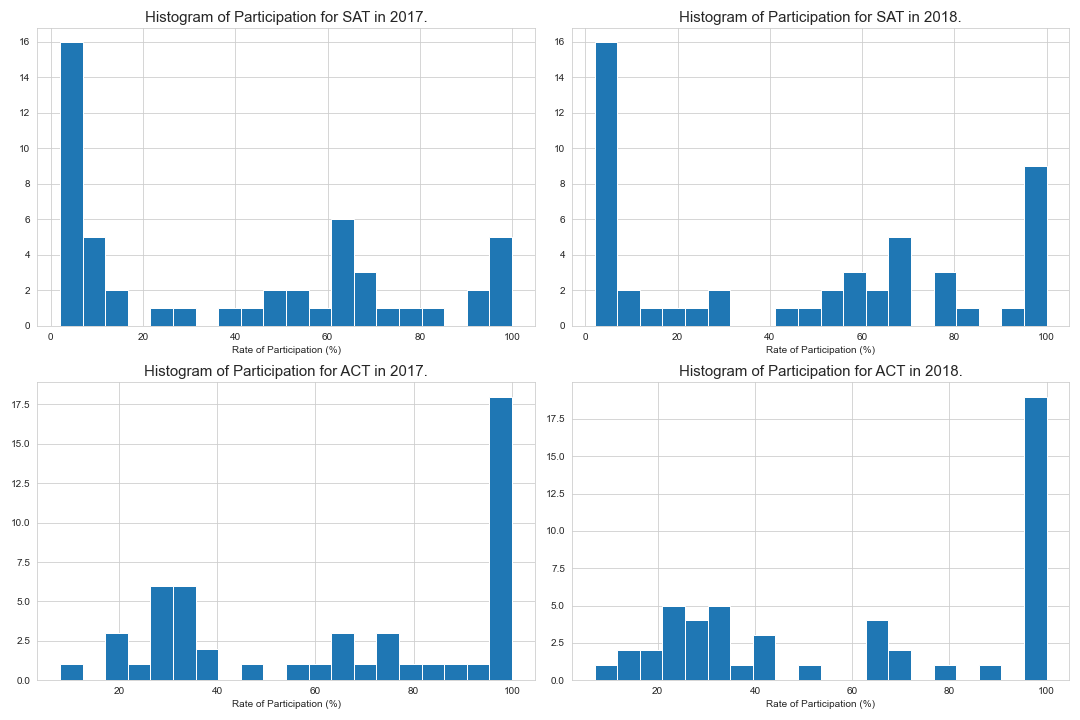 Histogram of Participation for SAT in 2017.
16
14
12
10
8
6
4
2
0
0 20 40 60 80 100
Rate of Participation (%)
Histogram of Participation for SAT in 2018.
16
14
12
10
8
6
4
2
0
0 20 40 60 80 100
Rate of Participation (%)
Histogram of Participation for ACT in 2017.
17.5
15.0
12.5
10.0
7.5
5.0
2.5
0.0
20 40 60 80 100
Rate of Participation (%)
Histogram of Participation for ACT in 2018.
17.5
15.0
12.5
10.0
7.5
5.0
2.5
0.0
20 40 60 80 100
Rate of Participation (%)